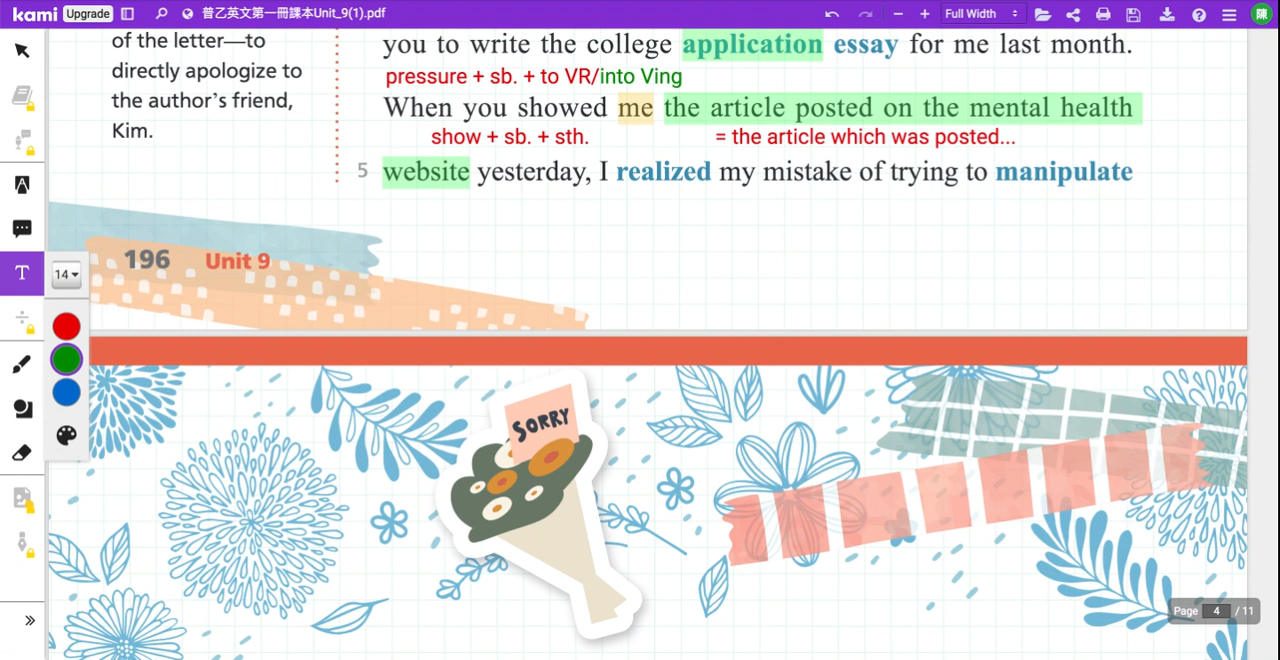 kami Upgrade 普乙英文第一冊課本Unit_9(1).pdf Full Width 陳
of the letter—to
directly apologize to
the author's friend,
Kim.
you to write the college application essay for me last month.
pressure + sb. + to VR/into Ving
When you showed me the article posted on the mental health
show + sb. + sth. = the article which was posted...
5 website yesterday, I realized my mistake of trying to manipulate
196 Unit 9
T 14
SORRY
Page 4 / 11